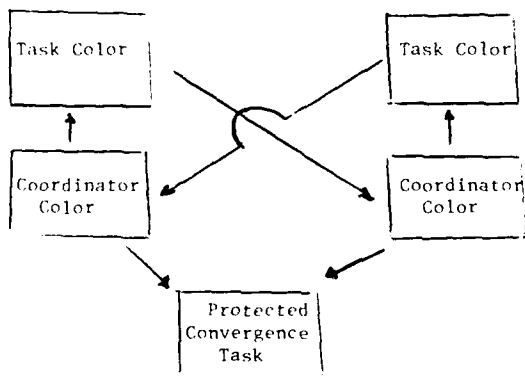 Task Color
Task Color
Coordinator
Color
Coordinator
Color
Protected
Convergence
Task